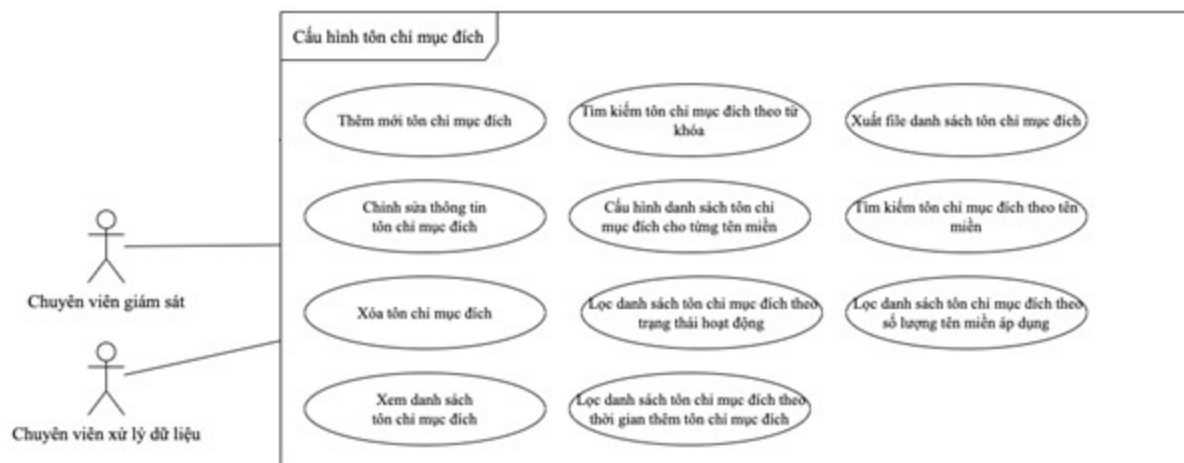 Cấu hình tôn chỉ mục đích
Thêm mới tôn chỉ mục đích
Tìm kiếm tôn chỉ mục đích theo từ
khóa
Xuất file danh sách tôn chỉ mục đích
Chỉnh sửa thông tin
tôn chỉ mục đích
Cấu hình danh sách tôn chỉ
mục đích cho từng tên miền
Tìm kiếm tôn chỉ mục đích theo tên
miền
Chuyên viên giám sát
Xóa tôn chỉ mục đích
Lọc danh sách tôn chỉ mục đích theo
trạng thái hoạt động
Lọc danh sách tôn chỉ mục đích theo
số lượng tên miền áp dụng
Chuyên viên xử lý dữ liệu
Xem danh sách
tôn chỉ mục đích
Lọc danh sách tôn chỉ mục đích theo
thời gian thêm tôn chỉ mục đích